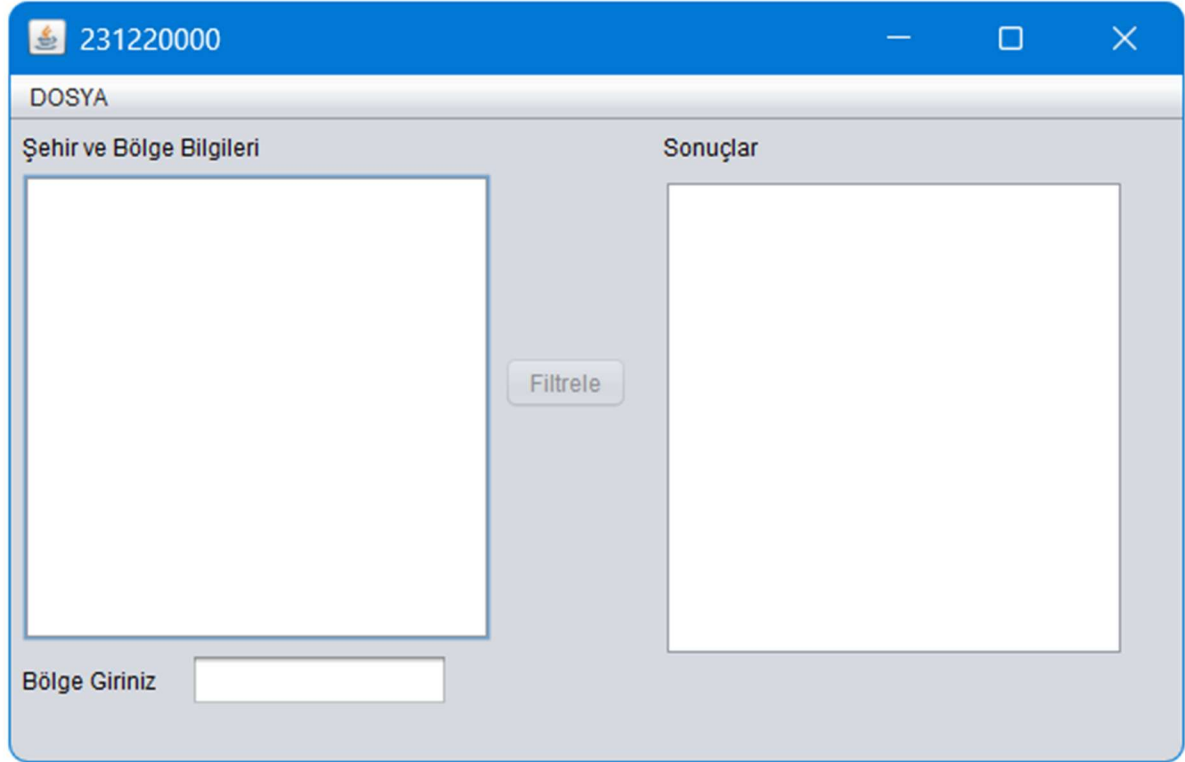 231220000
DOSYA
Şehir ve Bölge Bilgileri
Sonuçlar
Filtrele
Bölge Giriniz